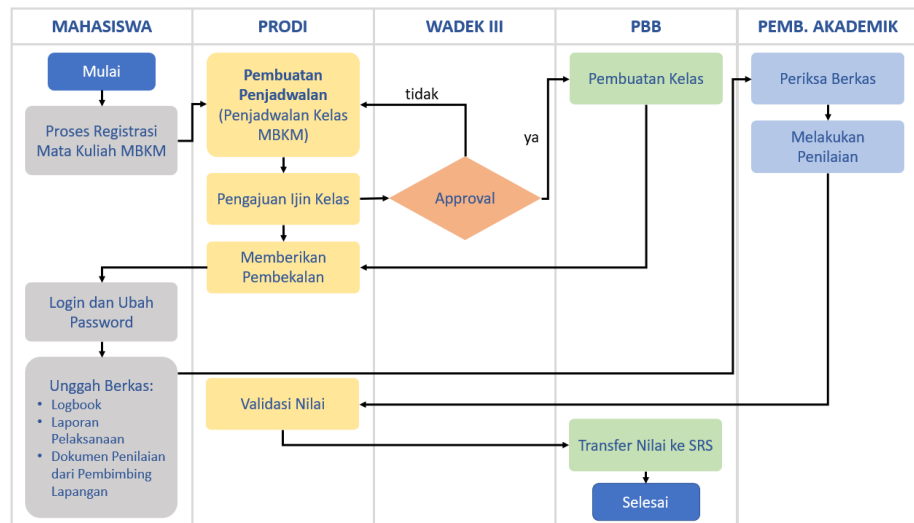 MAHASISWA
PRODI
WADEK III
PBB
PEMB. AKADEMIK
Mulai
Proses Registrasi
Mata Kuliah MBKM
Pembuatan
Penjadwalan
(Penjadwalan Kelas
MBKM)
tidak
ya
Pembuatan Kelas
Periksa Berkas
Melakukan
Penilaian
Pengajuan Ijin Kelas
Approval
Memberikan
Pembekalan
Login dan Ubah
Password
Unggah Berkas:
• Logbook
• Laporan
Pelaksanaan
• Dokumen Penilaian
dari Pembimbing
Lapangan
Validasi Nilai
Transfer Nilai ke SRS
Selesai